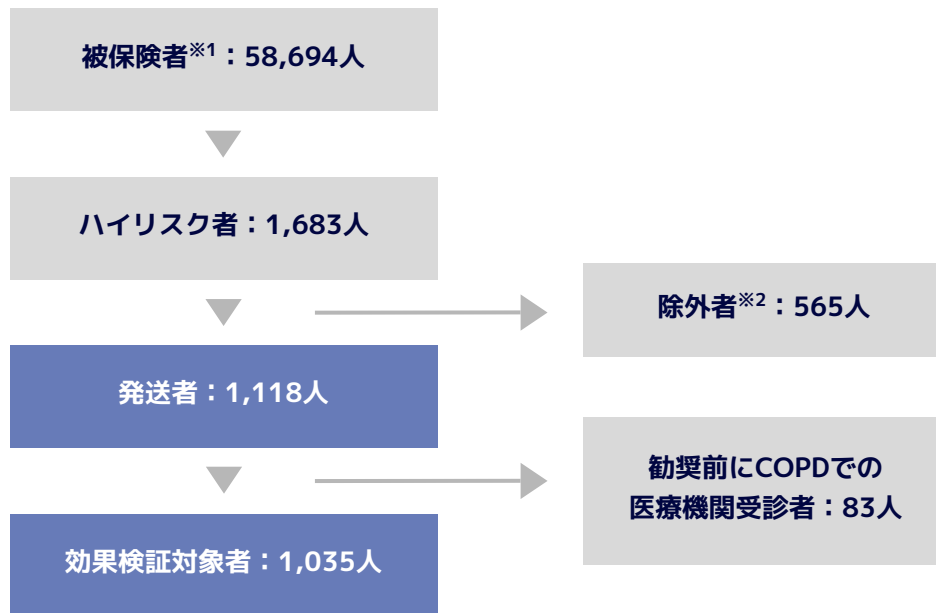 被保険者※1：58,694人
ハイリスク者：1,683人
除外者※2：565人
発送者：1,118人
勧奨前にCOPDでの
医療機関受診者：83人
効果検証対象者：1,035人